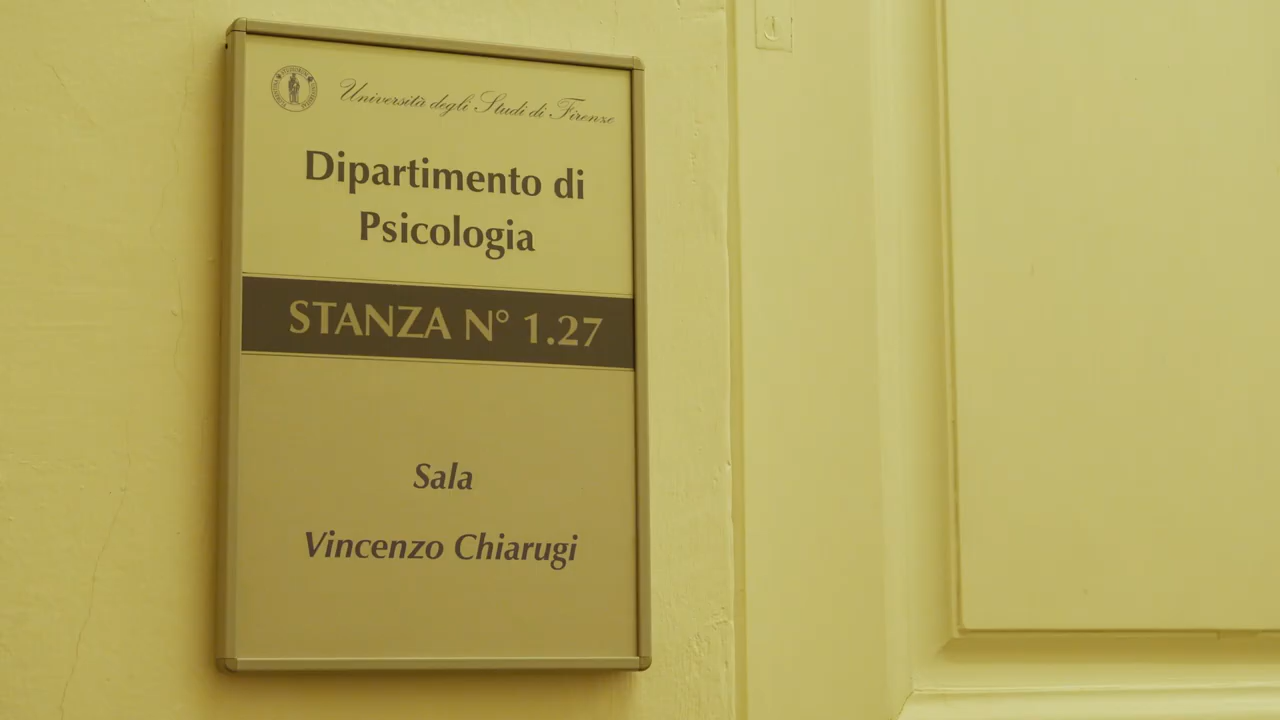 Università degli Studi di Firenze
Dipartimento di
Psicologia
STANZA N° 1.27
Sala
Vincenzo Chiarugi